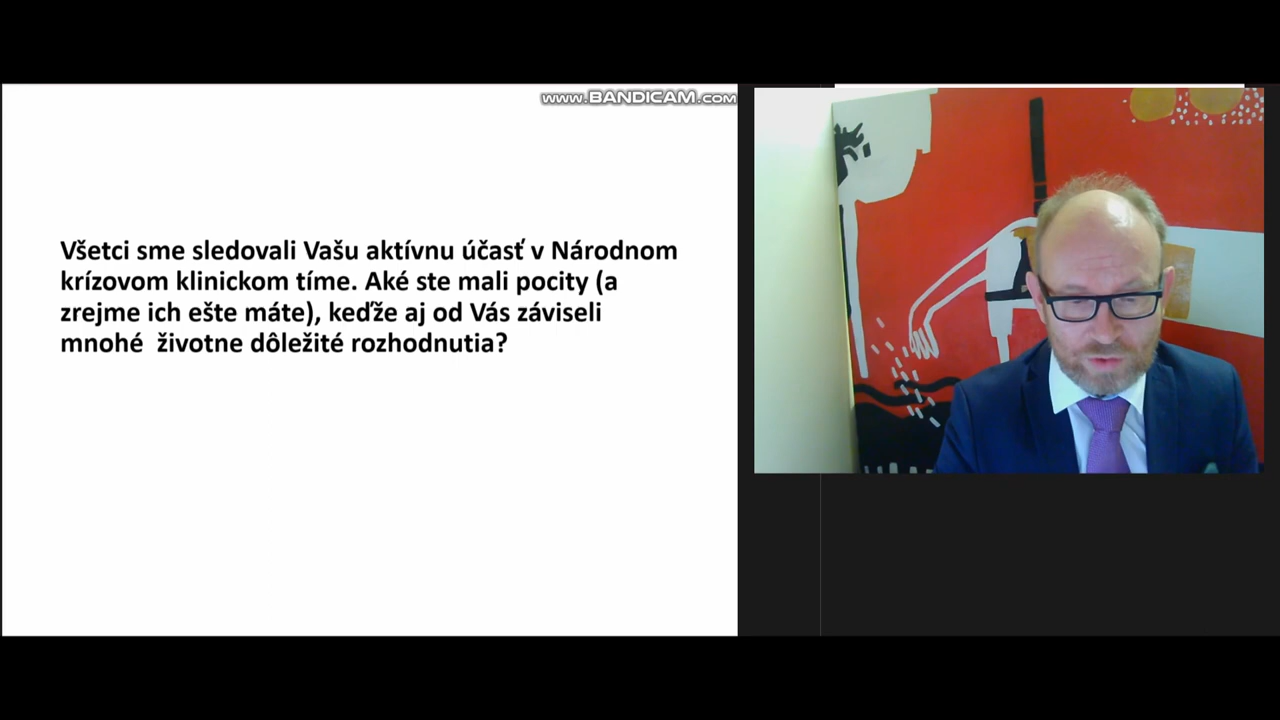 www.BANDICAM.com
Všetci sme sledovali Vašu aktívnu účasť v Národnom
krízovom klinickom tíme. Aké ste mali pocity (a
zrejme ich ešte máte), keďže aj od Vás záviseli
mnohé  životne dôležité rozhodnutia?